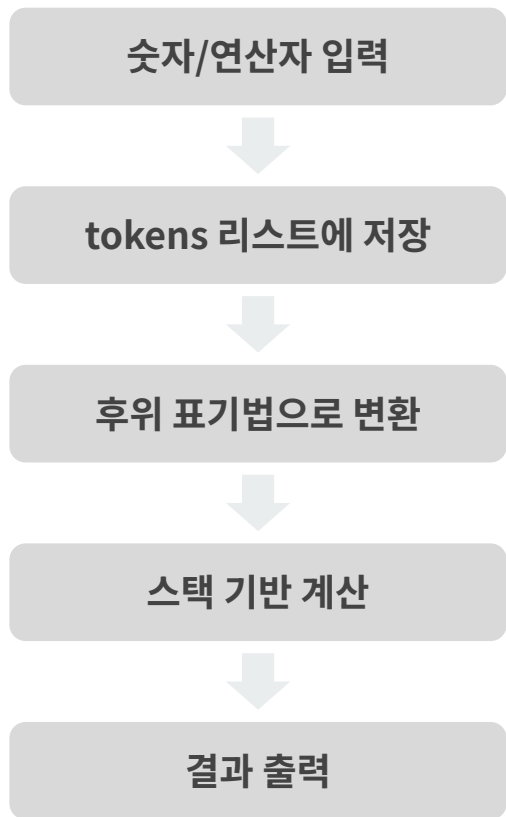 숫자/연산자 입력
tokens 리스트에 저장
후위 표기법으로 변환
스택 기반 계산
결과 출력